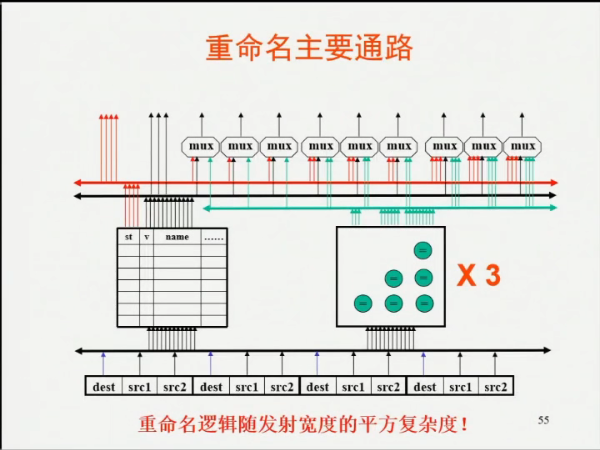 重命名主要通路
mux mux mux mux mux mux mux mux mux
st v name ......
= = = = = =
X 3
dest src1 src2 dest src1 src2 dest src1 src2 dest src1 src2
重命名逻辑随发射宽度的平方复杂度！
55